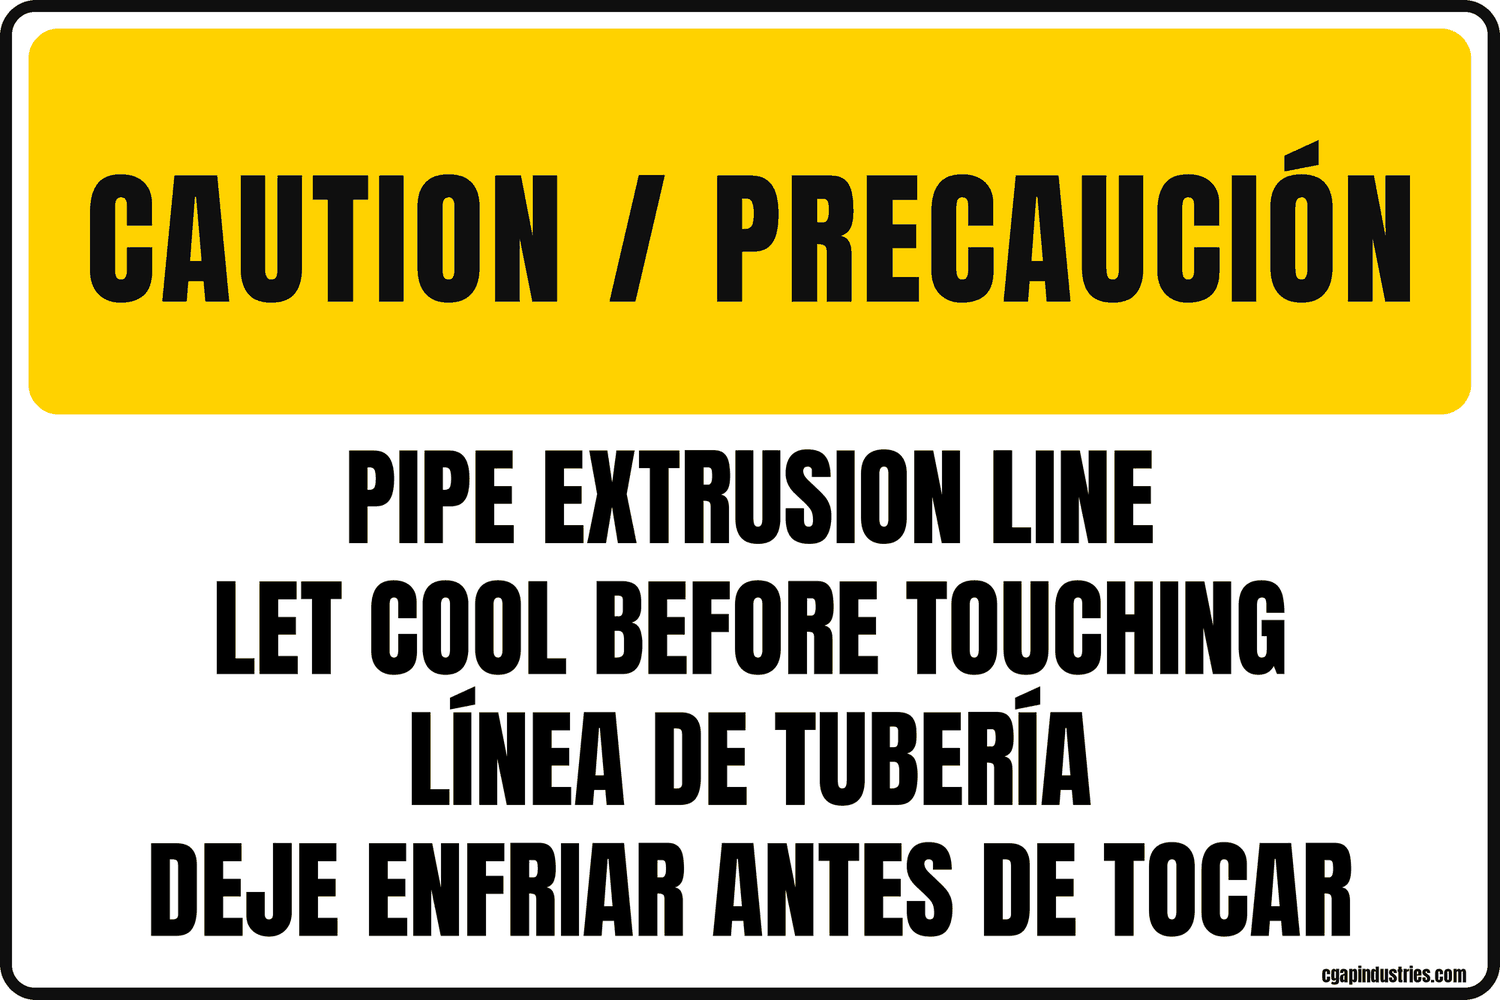 CAUTION / PRECAUCIÓN
PIPE EXTRUSION LINE
LET COOL BEFORE TOUCHING
LÍNEA DE TUBERÍA
DEJE ENFRIAR ANTES DE TOCAR
cgapindustries.com